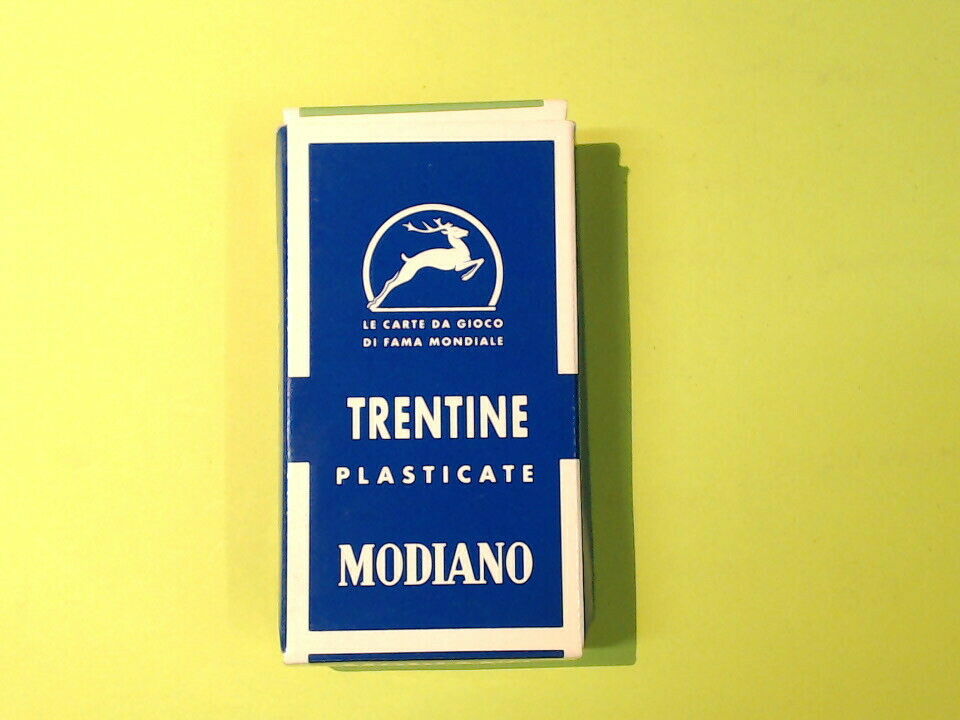 LE CARTE DA GIOCO
DI FAMA MONDIALE
TRENTINE
PLASTICATE
MODIANO